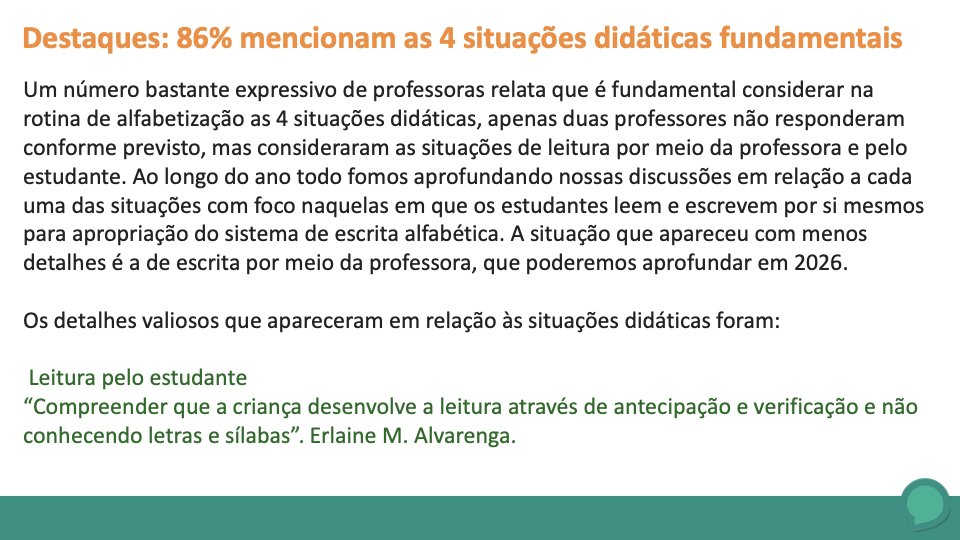 Destaques: 86% mencionam as 4 situações didáticas fundamentais
Um número bastante expressivo de professoras relata que é fundamental considerar na
rotina de alfabetização as 4 situações didáticas, apenas duas professores não responderam
conforme previsto, mas consideraram as situações de leitura por meio da professora e pelo
estudante. Ao longo do ano todo fomos aprofundando nossas discussões em relação a cada
uma das situações com foco naquelas em que os estudantes leem e escrevem por si mesmos
para apropriação do sistema de escrita alfabética. A situação que apareceu com menos
detalhes é a de escrita por meio da professora, que poderemos aprofundar em 2026.
Os detalhes valiosos que apareceram em relação às situações didáticas foram:
Leitura pelo estudante
“Compreender que a criança desenvolve a leitura através de antecipação e verificação e não
conhecendo letras e sílabas”. Erlaine M. Alvarenga.